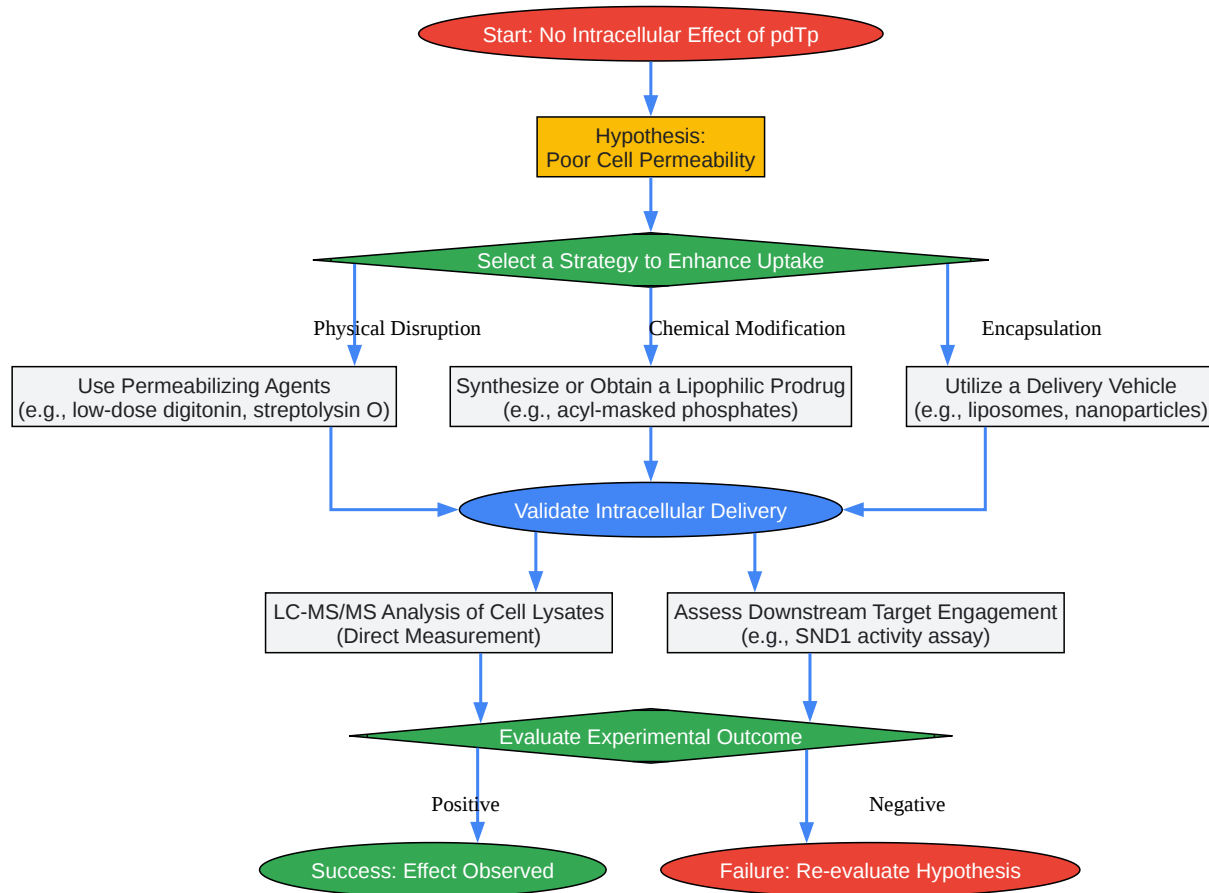 Start: No Intracellular Effect of pdTp
Hypothesis:
Poor Cell Permeability
Select a Strategy to Enhance Uptake
Physical Disruption
Chemical Modification
Encapsulation
Use Permeabilizing Agents
(e.g., low-dose digitonin, streptolysin O)
Synthesize or Obtain a Lipophilic Prodrug
(e.g., acyl-masked phosphates)
Utilize a Delivery Vehicle
(e.g., liposomes, nanoparticles)
Validate Intracellular Delivery
LC-MS/MS Analysis of Cell Lysates
(Direct Measurement)
Assess Downstream Target Engagement
(e.g., SND1 activity assay)
Evaluate Experimental Outcome
Positive
Negative
Success: Effect Observed
Failure: Re-evaluate Hypothesis